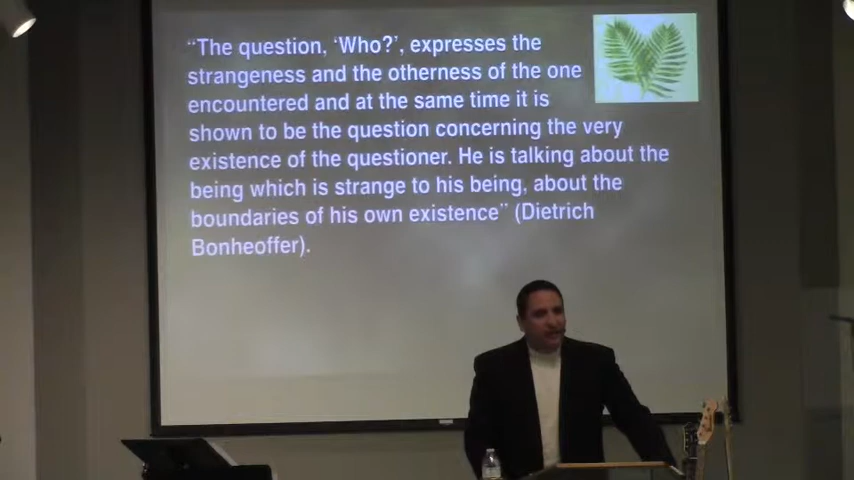 “The question, ‘Who?’, expresses the
strangeness and the otherness of the one
encountered and at the same time it is
shown to be the question concerning the very
existence of the questioner. He is talking about the
being which is strange to his being, about the
boundaries of his own existence” (Dietrich
Bonheoffer).